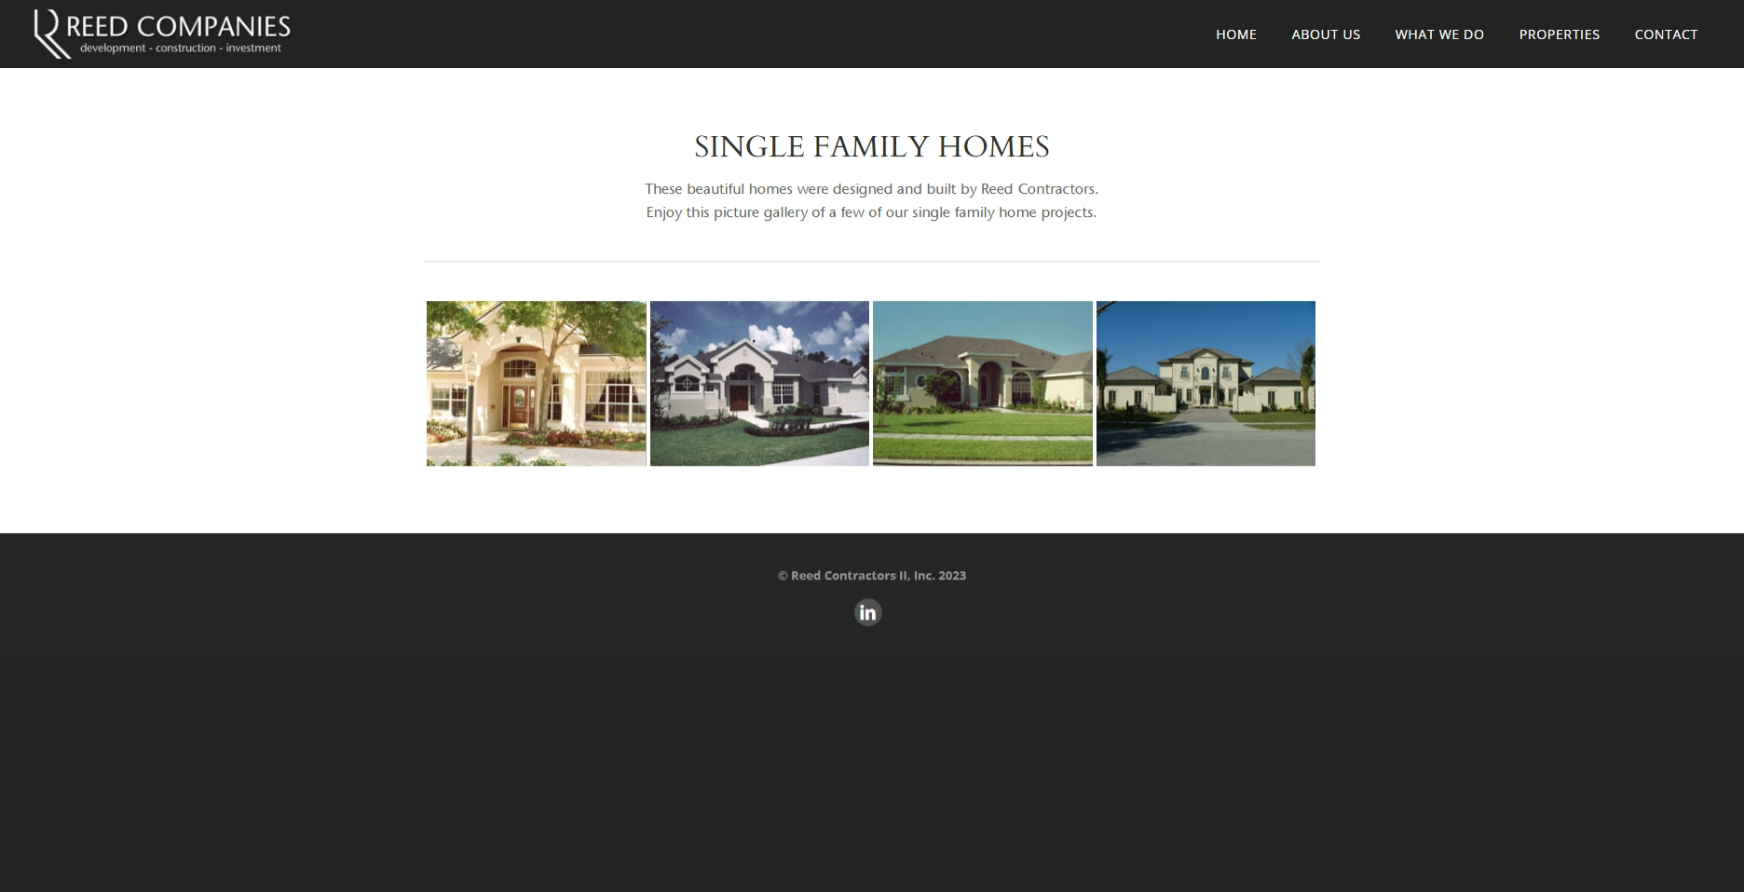 REED COMPANIES
development - construction - investment
HOME ABOUT US WHAT WE DO PROPERTIES CONTACT
SINGLE FAMILY HOMES
These beautiful homes were designed and built by Reed Contractors.
Enjoy this picture gallery of a few of our single family home projects.
© Reed Contractors II, Inc. 2023
in